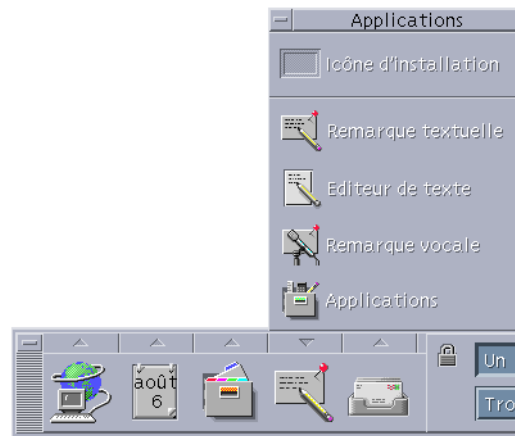 Applications
Icône d'installation
Remarque textuelle
Editeur de texte
Remarque vocale
Applications
août
6
Un
Tro